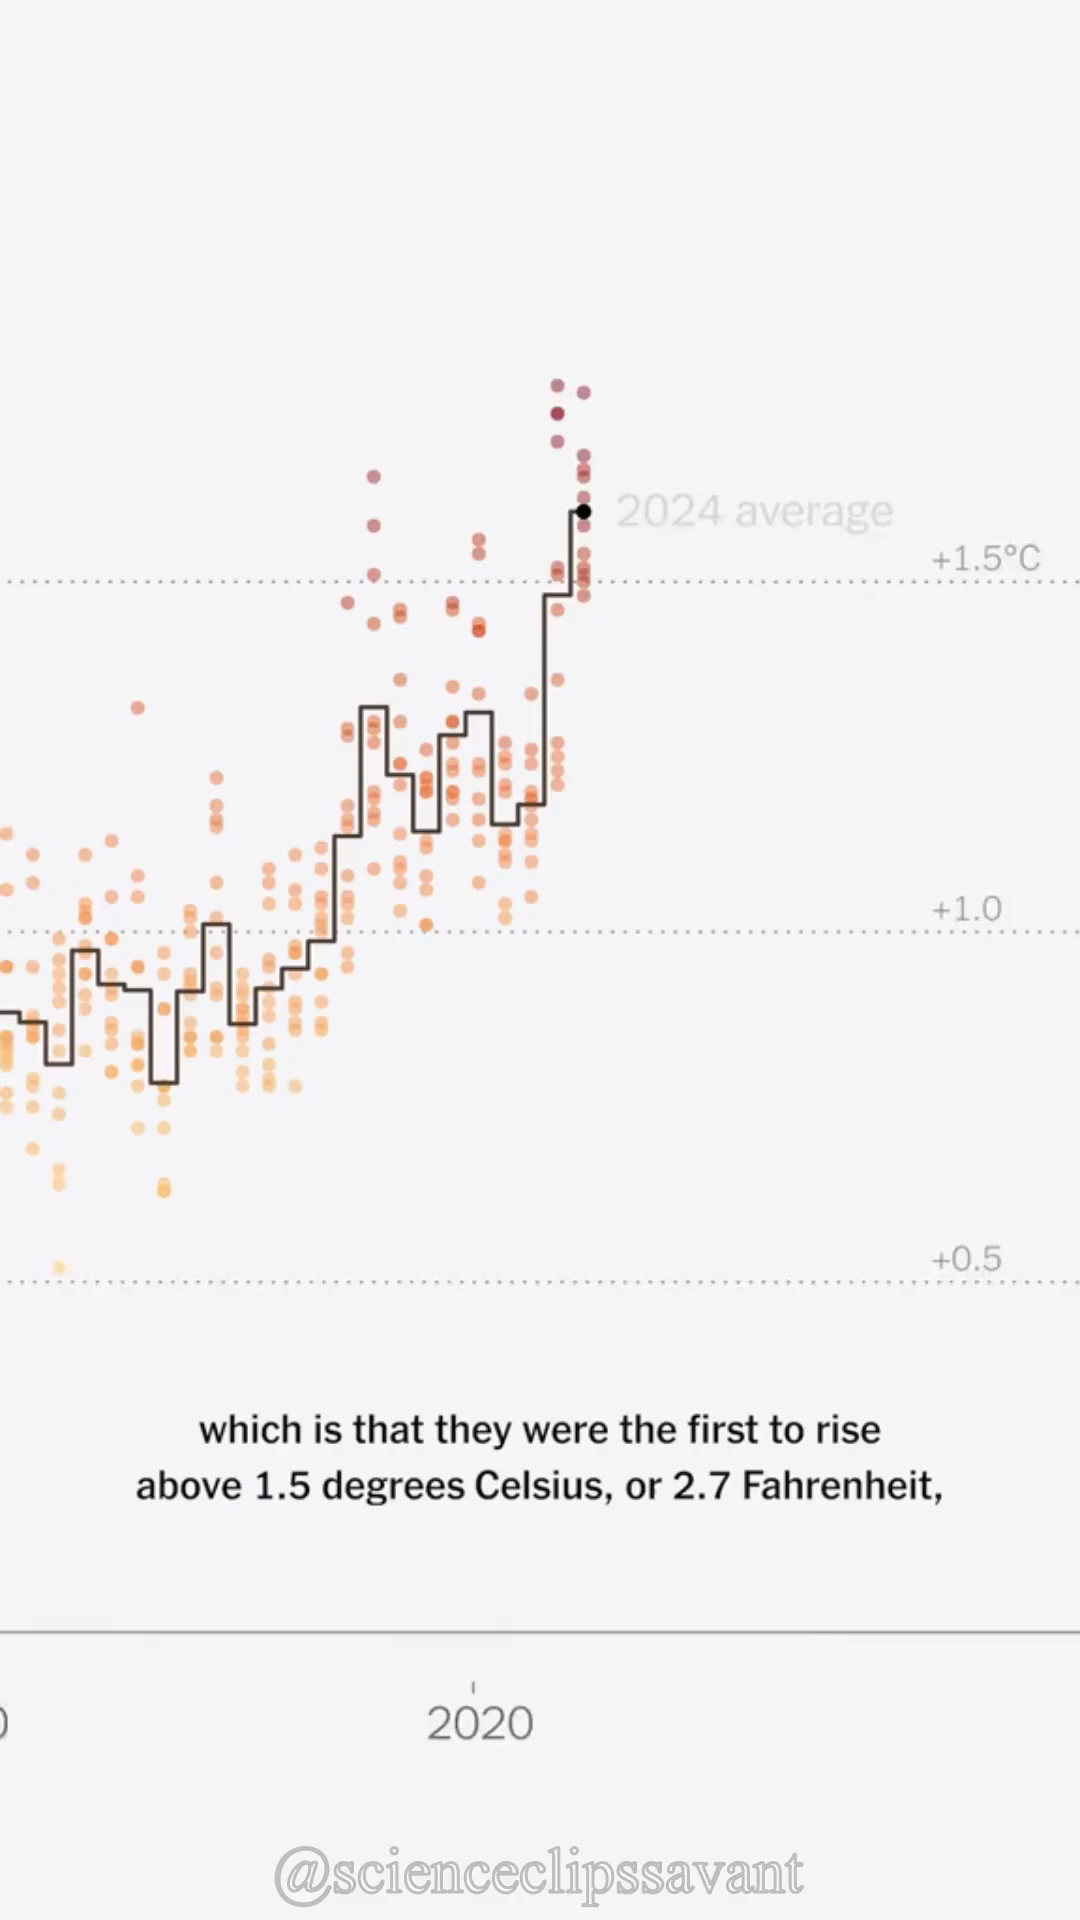 2024 average
+1.5°C
+1.0
+0.5
which is that they were the first to rise
above 1.5 degrees Celsius, or 2.7 Fahrenheit,
2020
@scienceclipssavant